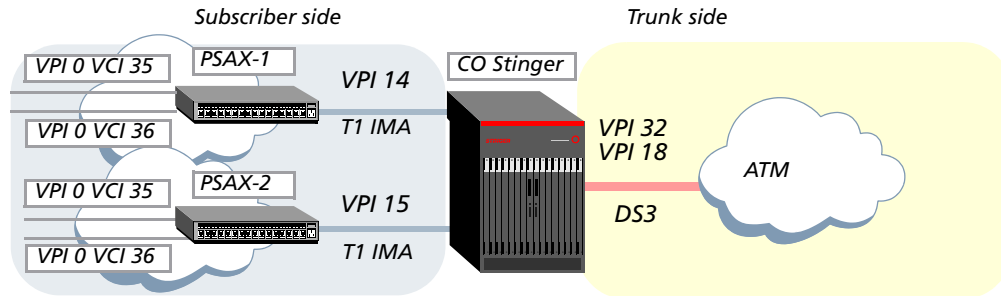 Subscriber side
Trunk side
VPI 0 VCI 35
PSAX-1
VPI 14
CO Stinger
VPI 0 VCI 36
T1 IMA
VPI 32
VPI 18
ATM
VPI 0 VCI 35
PSAX-2
VPI 15
DS3
VPI 0 VCI 36
T1 IMA